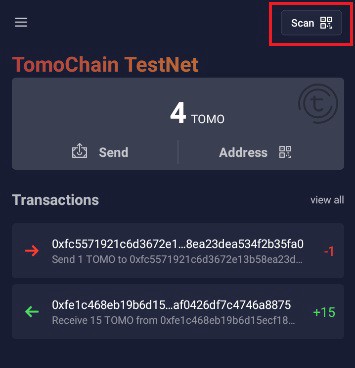 Scan
TomoChain TestNet
4 TOMO
Send Address
Transactions view all
0xfc5571921c6d3672e1...8ea23dea534f2b35fa0 -1
Send 1 TOMO to 0xfc5571921c6d3672e13b58ea23d...
0xfe1c468eb19b6d15...af0426df7c4746a8875 +15
Receive 15 TOMO from 0xfe1c468eb19b6d15ecf18...